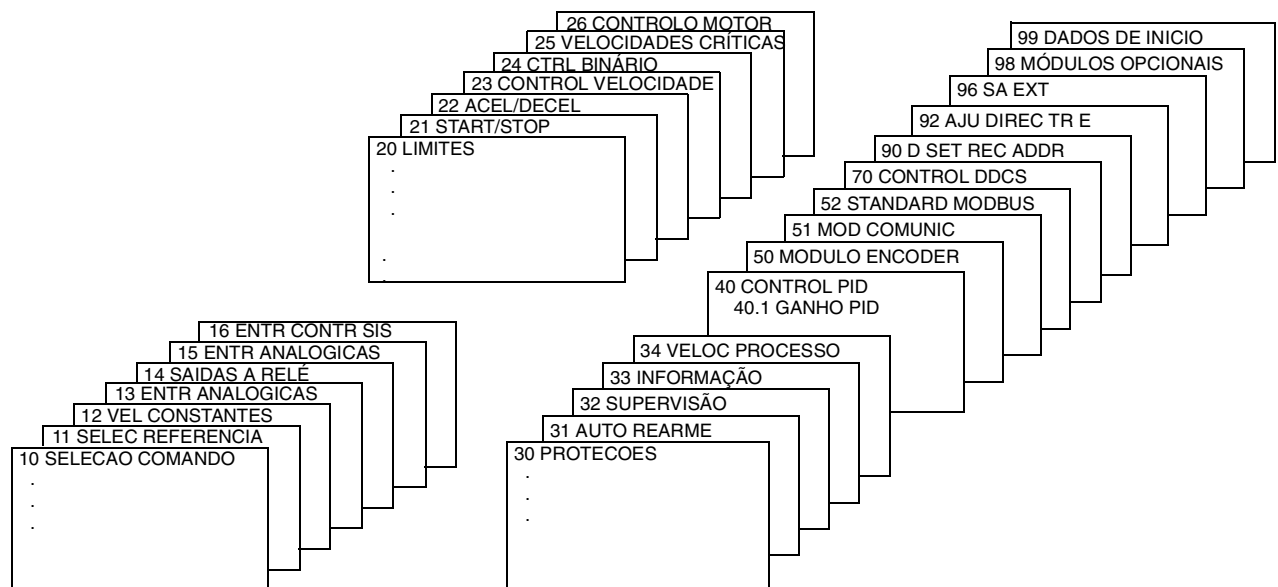 26 CONTROLO MOTOR
25 VELOCIDADES CRÍTICAS
24 CTRL BINÁRIO
23 CONTROL VELOCIDADE
22 ACEL/DECEL
21 START/STOP
20 LIMITES
.
.
.
.
.
99 DADOS DE INICIO
98 MÓDULOS OPCIONAIS
96 SA EXT
92 AJU DIREC TR E
90 D SET REC ADDR
70 CONTROL DDCS
52 STANDARD MODBUS
51 MOD COMUNIC
50 MODULO ENCODER
40 CONTROL PID
40.1 GANHO PID
34 VELOC PROCESSO
33 INFORMAÇÃO
32 SUPERVISÃO
31 AUTO REARME
30 PROTECOES
.
.
.
16 ENTR CONTR SIS
15 ENTR ANALOGICAS
14 SAIDAS A RELÉ
13 ENTR ANALOGICAS
12 VEL CONSTANTES
11 SELEC REFERENCIA
10 SELECAO COMANDO
.
.
.